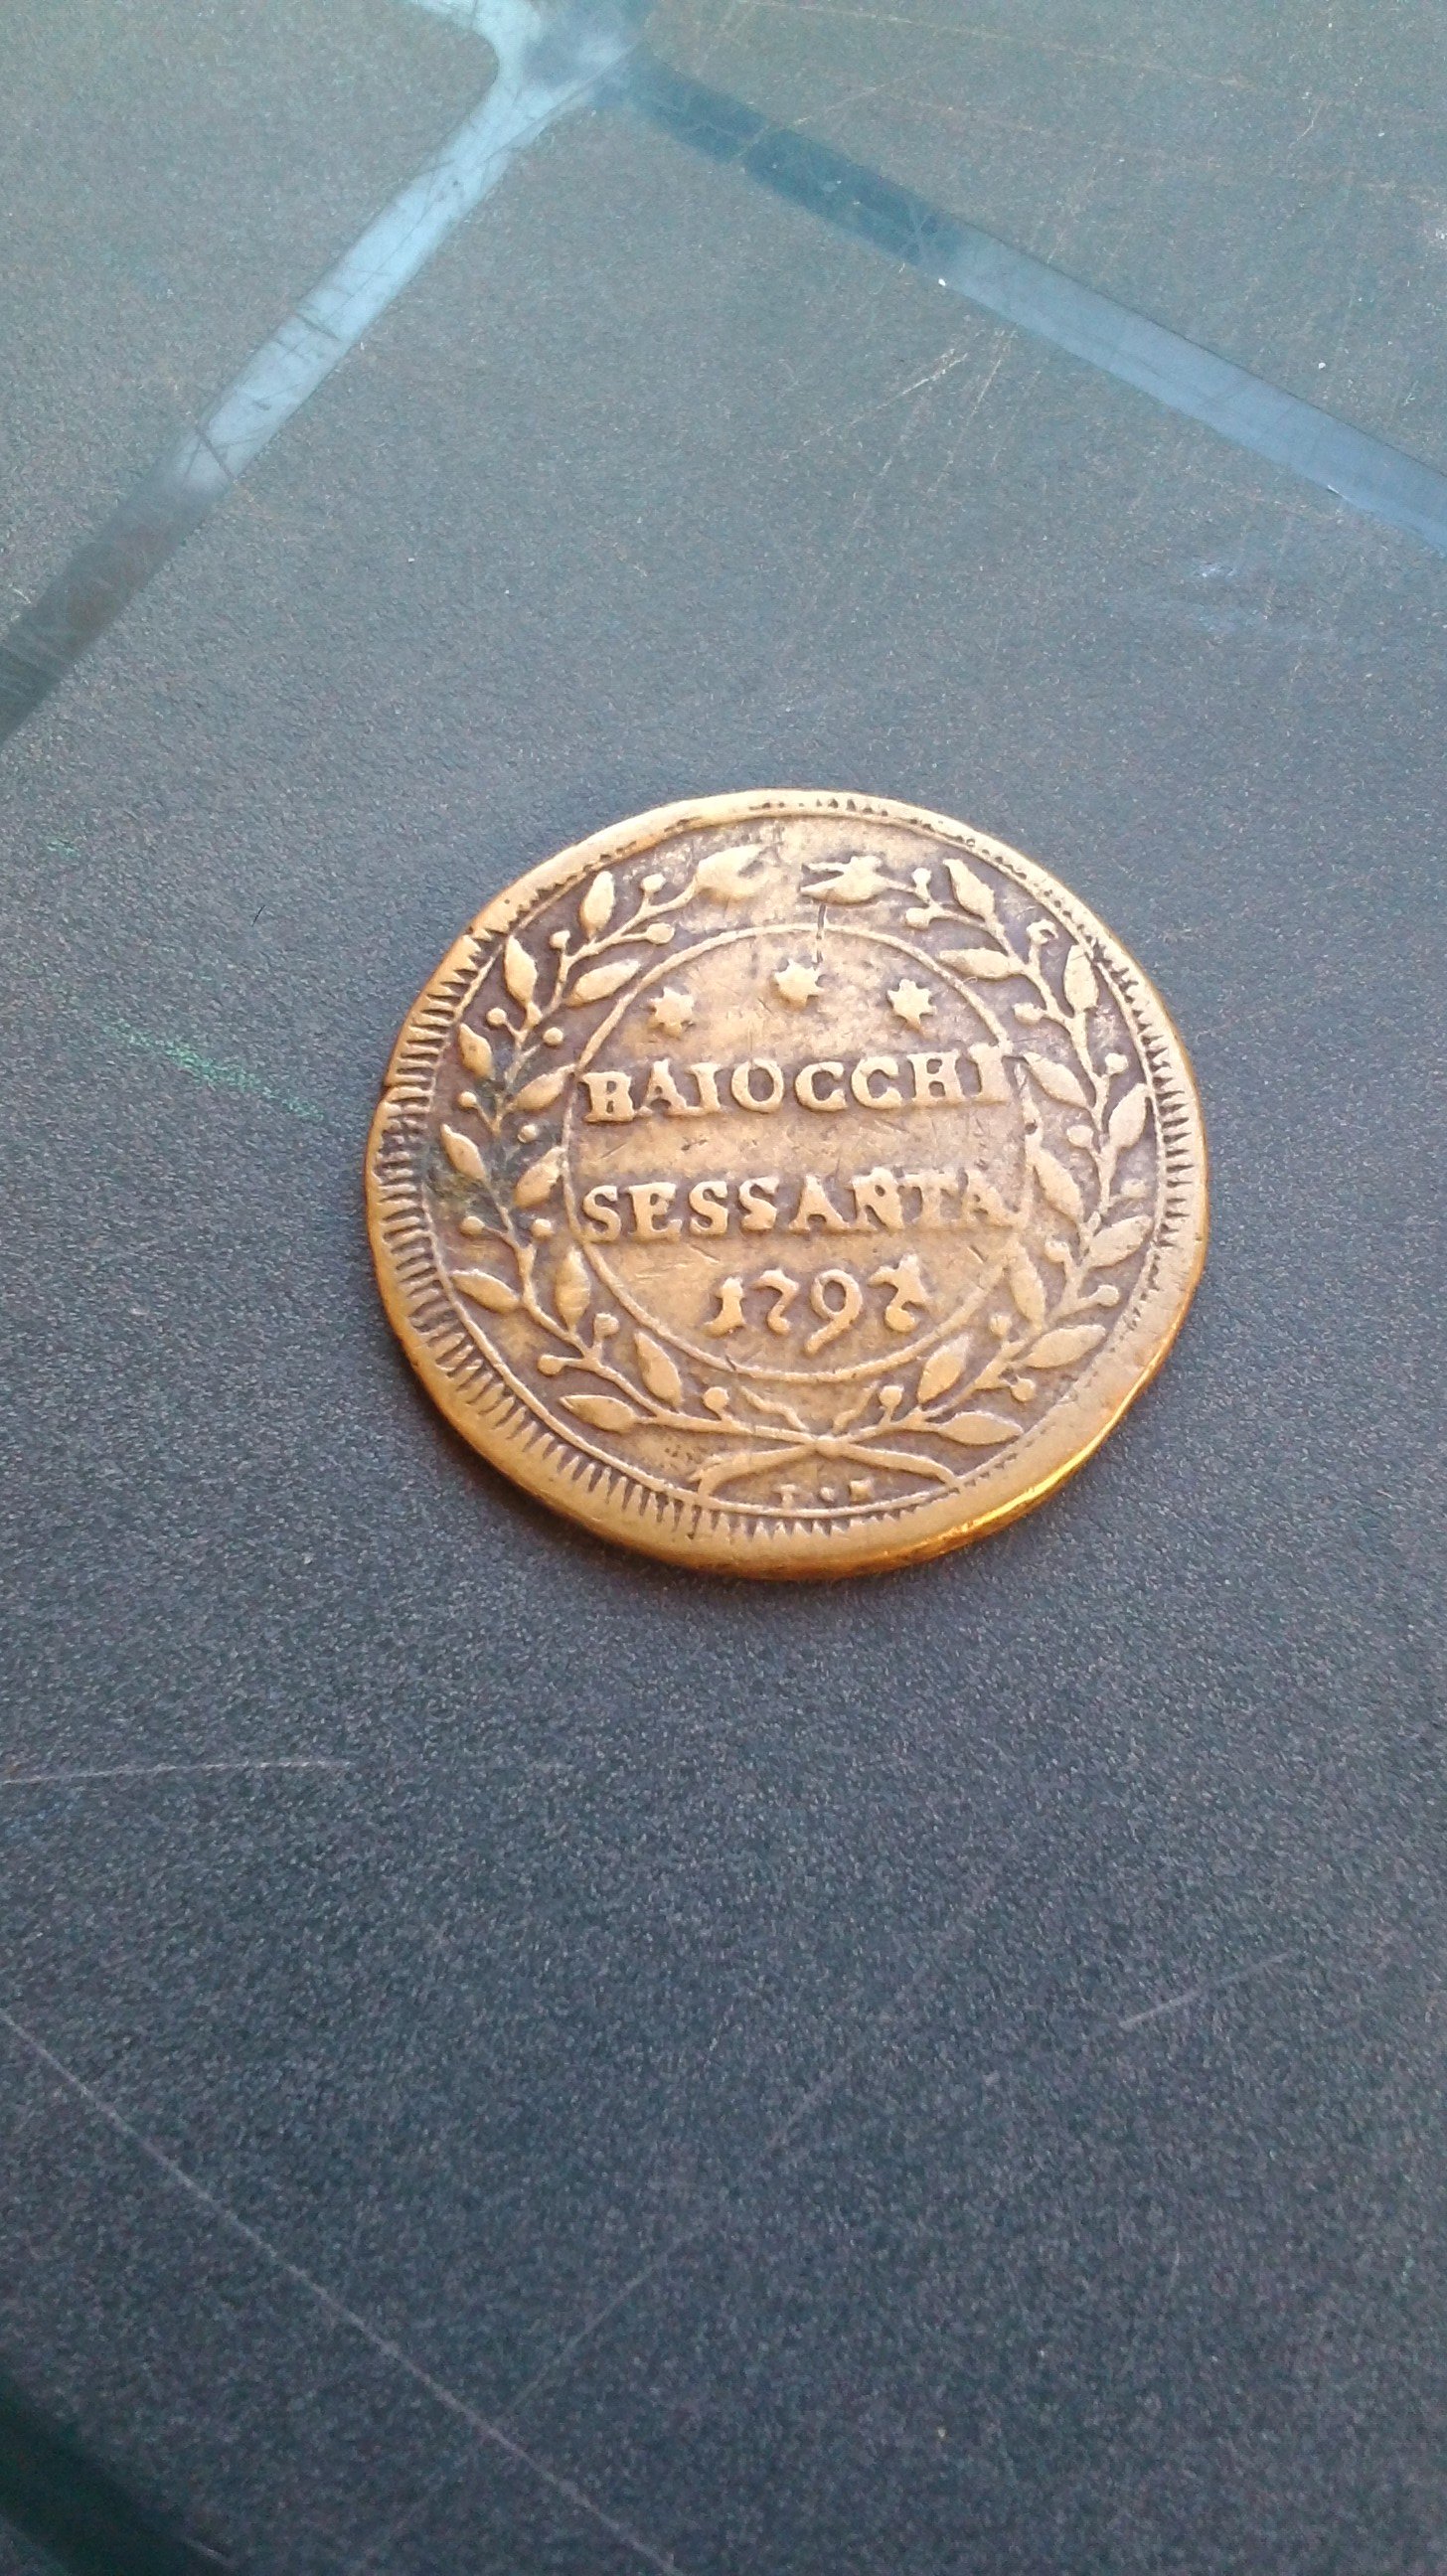 BAIOCCHI
SESSANTA
1797
T • M